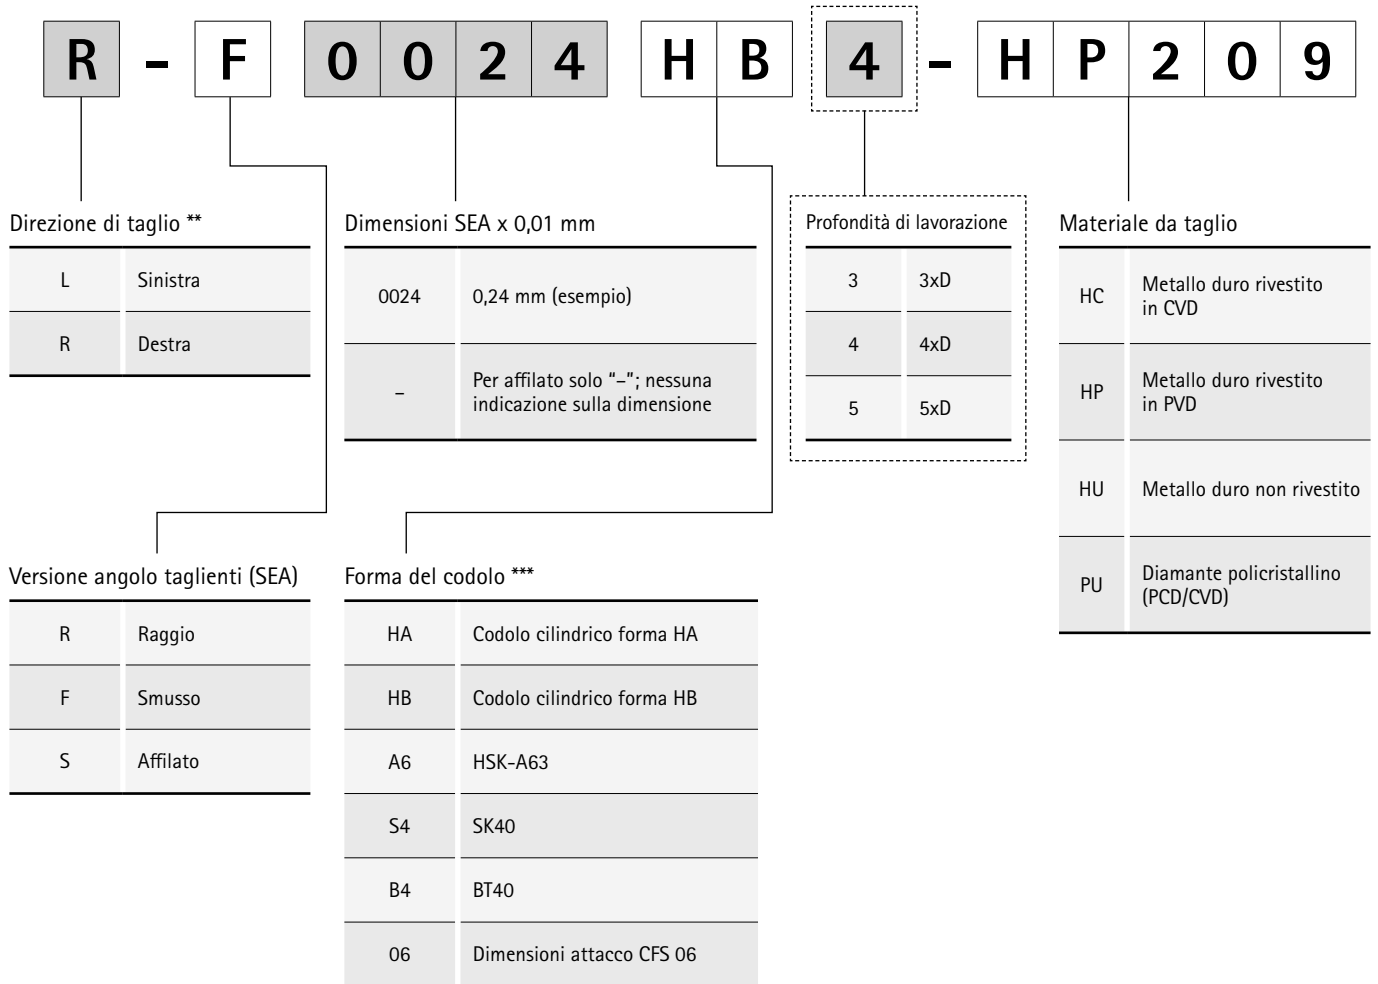 R - F 0 0 2 4 H B 4 - H P 2 0 9
Direzione di taglio **
L Sinistra
R Destra
Dimensioni SEA x 0,01 mm
0024 0,24 mm (esempio)
– Per affilato solo “–”; nessuna
indicazione sulla dimensione
Profondità di lavorazione
3 3xD
4 4xD
5 5xD
Materiale da taglio
HC Metallo duro rivestito
in CVD
HP Metallo duro rivestito
in PVD
HU Metallo duro non rivestito
PU Diamante policristallino
(PCD/CVD)
Versione angolo taglienti (SEA)
R Raggio
F Smusso
S Affilato
Forma del codolo ***
HA Codolo cilindrico forma HA
HB Codolo cilindrico forma HB
A6 HSK-A63
S4 SK40
B4 BT40
06 Dimensioni attacco CFS 06